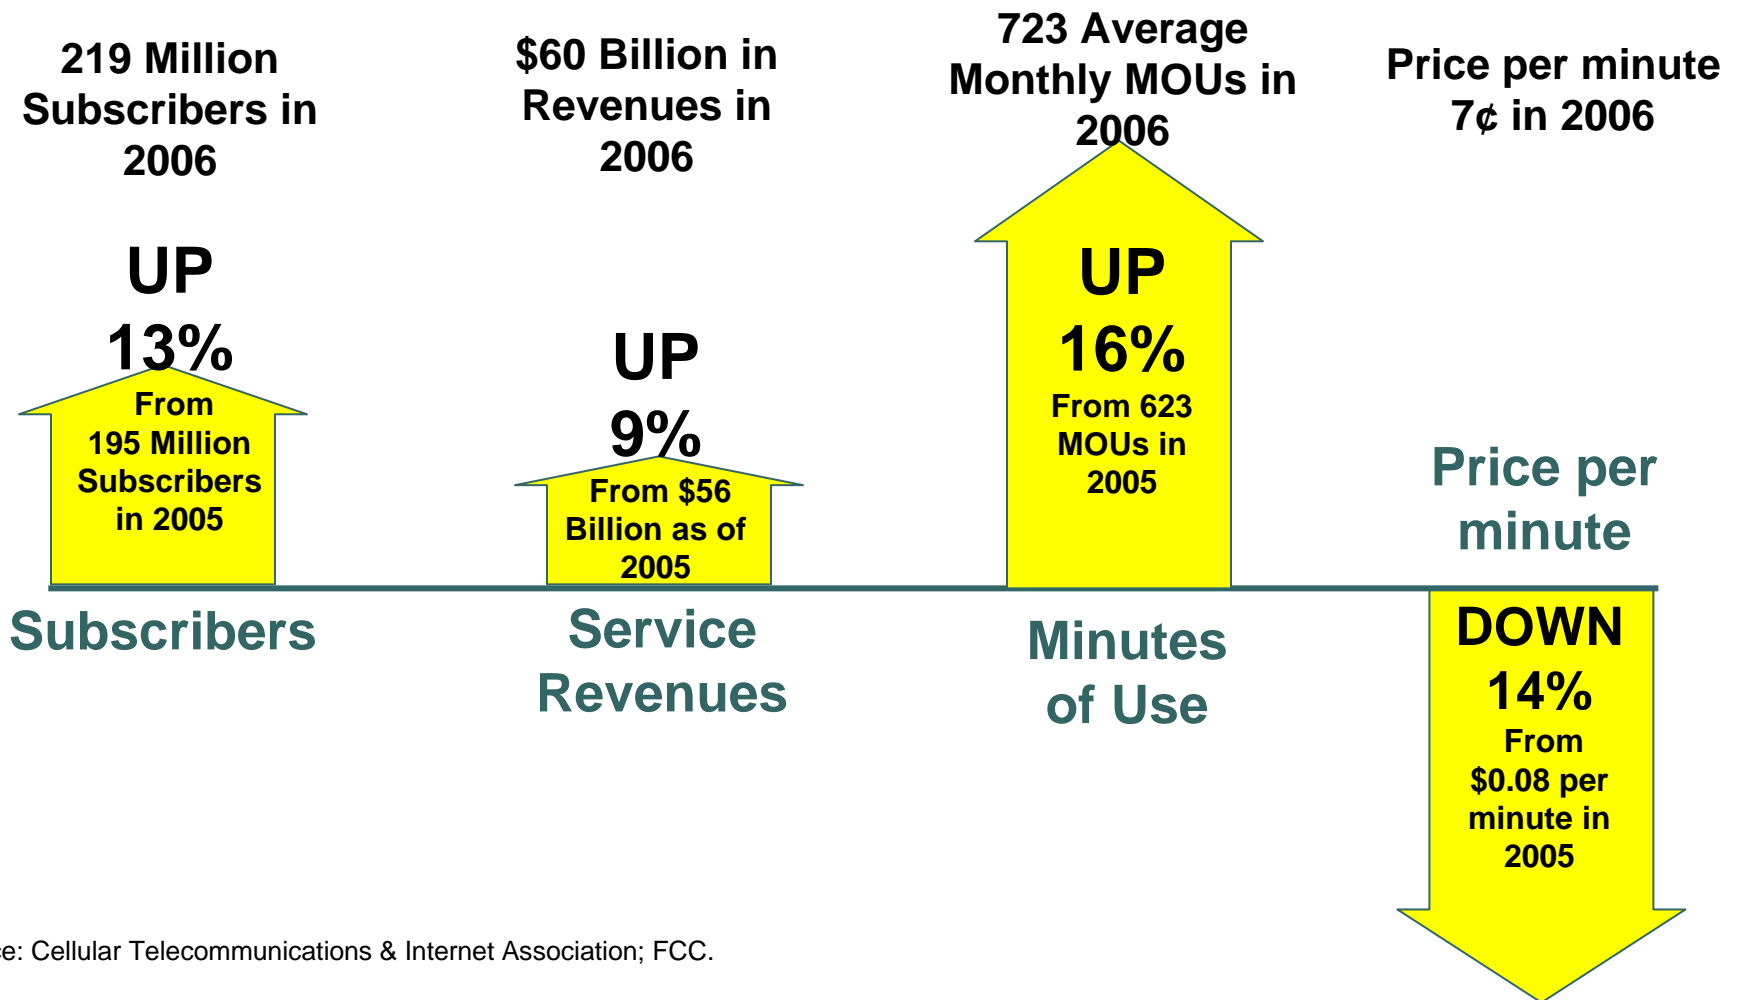 219 Million
Subscribers in
2006
UP
13%
From
195 Million
Subscribers
in 2005
Subscribers
$60 Billion in
Revenues in
2006
UP
9%
From $56
Billion as of
2005
Service
Revenues
723 Average
Monthly MOUs in
2006
UP
16%
From 623
MOUs in
2005
Minutes
of Use
Price per minute
7¢ in 2006
Price per
minute
DOWN
14%
From
$0.08 per
minute in
2005
ce: Cellular Telecommunications & Internet Association; FCC.